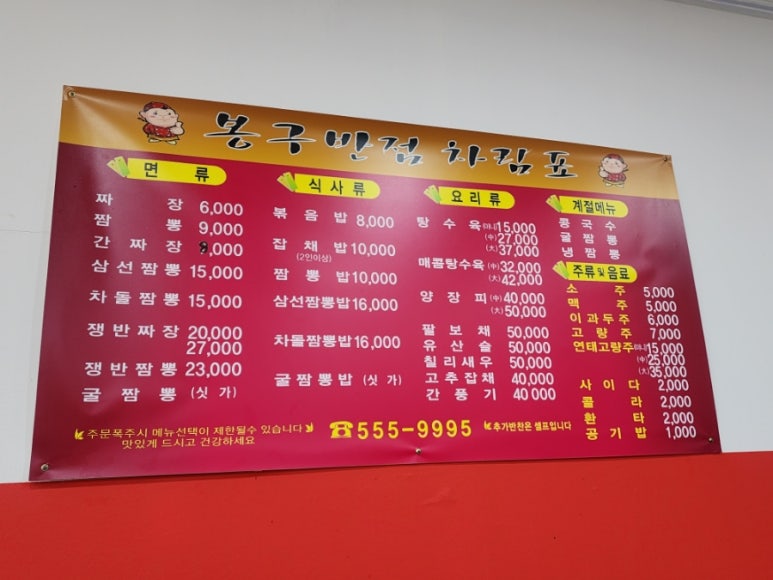 봉구반점 차림표
면 류
짜 장 6,000
짬 뽕 9,000
간 짜 장 ,000
삼선짬뽕 15,000
차돌짬뽕 15,000
쟁반짜장 20,000
27,000
쟁반짬뽕 23,000
굴 짬 뽕 (싯 가)
식 사 류
볶 음 밥 8,000
잡 채 밥 10,000
(2인이상)
짬 뽕 밥 10,000
삼선짬뽕밥 16,000
차돌짬뽕밥 16,000
굴짬뽕밥 (싯 가)
요 리 류
탕 수 육 (미니) 15,000
(中) 27,000
(大) 37,000
매콤탕수육 (中) 32,000
(大) 42,000
양 장 피 (中) 40,000
(大) 50,000
팔 보 채 50,000
유 산 슬 50,000
칠리새우 50,000
고추잡채 40,000
간 풍 기 40 000
계절메뉴
콩 국 수
굴 짬 뽕
냉 짬 뽕
주류 및 음료
소 주 5,000
맥 주 5,000
이 과 두 주 6,000
고 량 주 7,000
연태고량주 (미니) 15,000
(中) 25,000
(大) 35,000
사 이 다 2,000
콜 라 2,000
환 타 2,000
공 기 밥 1,000
주문폭주시 메뉴선택이 제한될수 있습니다
맛있게 드시고 건강하세요
☎555-9995
추가반찬은 셀프입니다